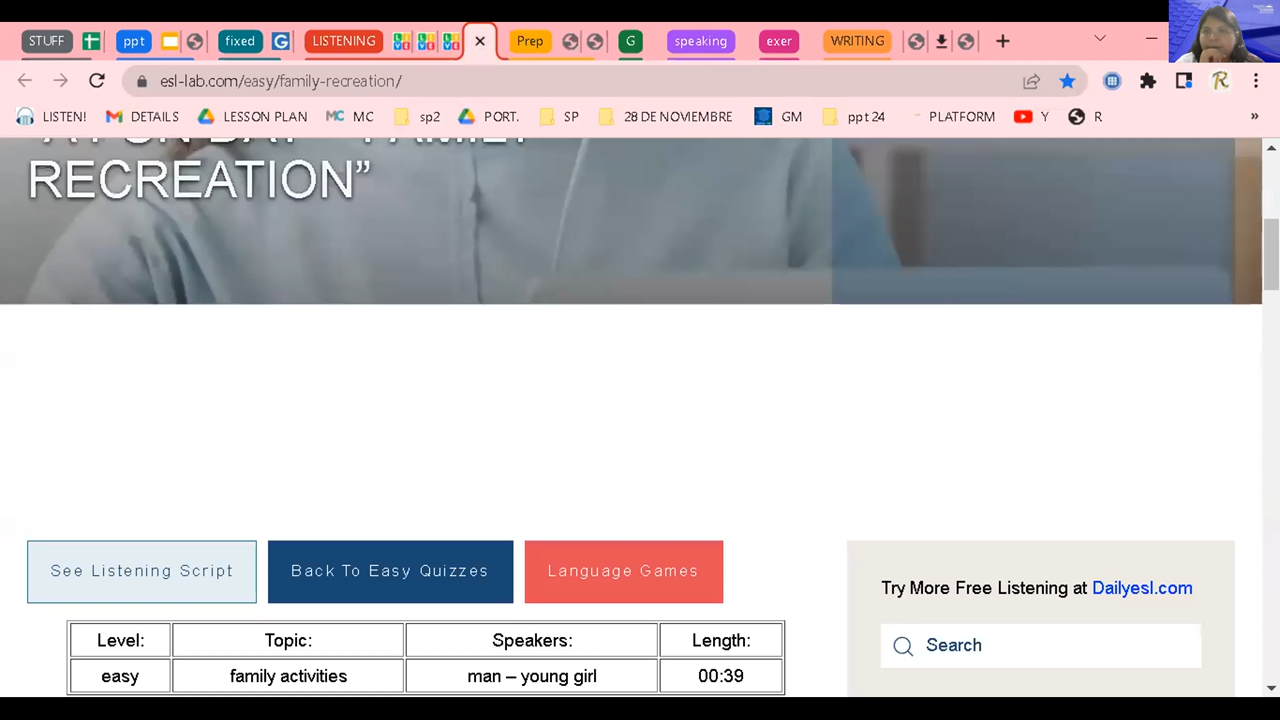 STUFF ppt fixed LISTENING Prep G speaking exer WRITING
esl-lab.com/easy/family-recreation/
LISTEN! DETAILS LESSON PLAN MC MC sp2 PORT. SP 28 DE NOVIEMBRE GM ppt 24 PLATFORM Y R »
RECREATION”
See Listening Script Back To Easy Quizzes Language Games
Try More Free Listening at Dailyesl.com
Search
Level: Topic: Speakers: Length:
easy family activities man – young girl 00:39